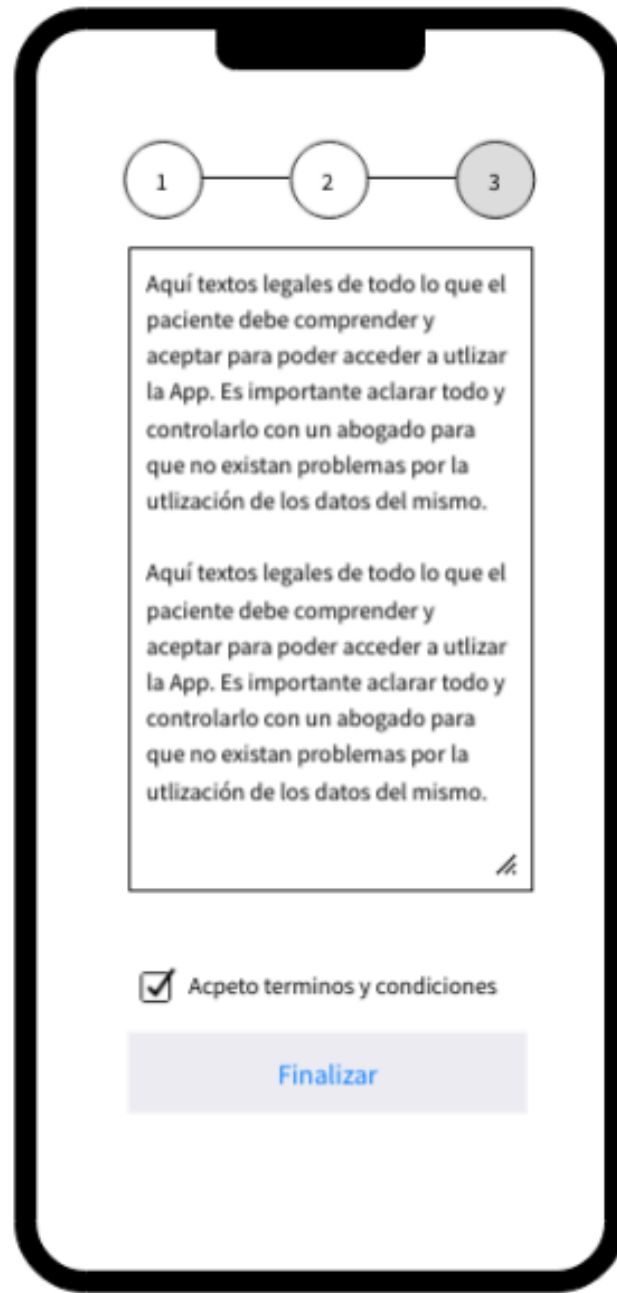 1 2 3
Aquí textos legales de todo lo que el
paciente debe comprender y
aceptar para poder acceder a utlizar
la App. Es importante aclarar todo y
controlarlo con un abogado para
que no existan problemas por la
utlización de los datos del mismo.
Aquí textos legales de todo lo que el
paciente debe comprender y
aceptar para poder acceder a utlizar
la App. Es importante aclarar todo y
controlarlo con un abogado para
que no existan problemas por la
utlización de los datos del mismo.
Acpeto terminos y condiciones
Finalizar